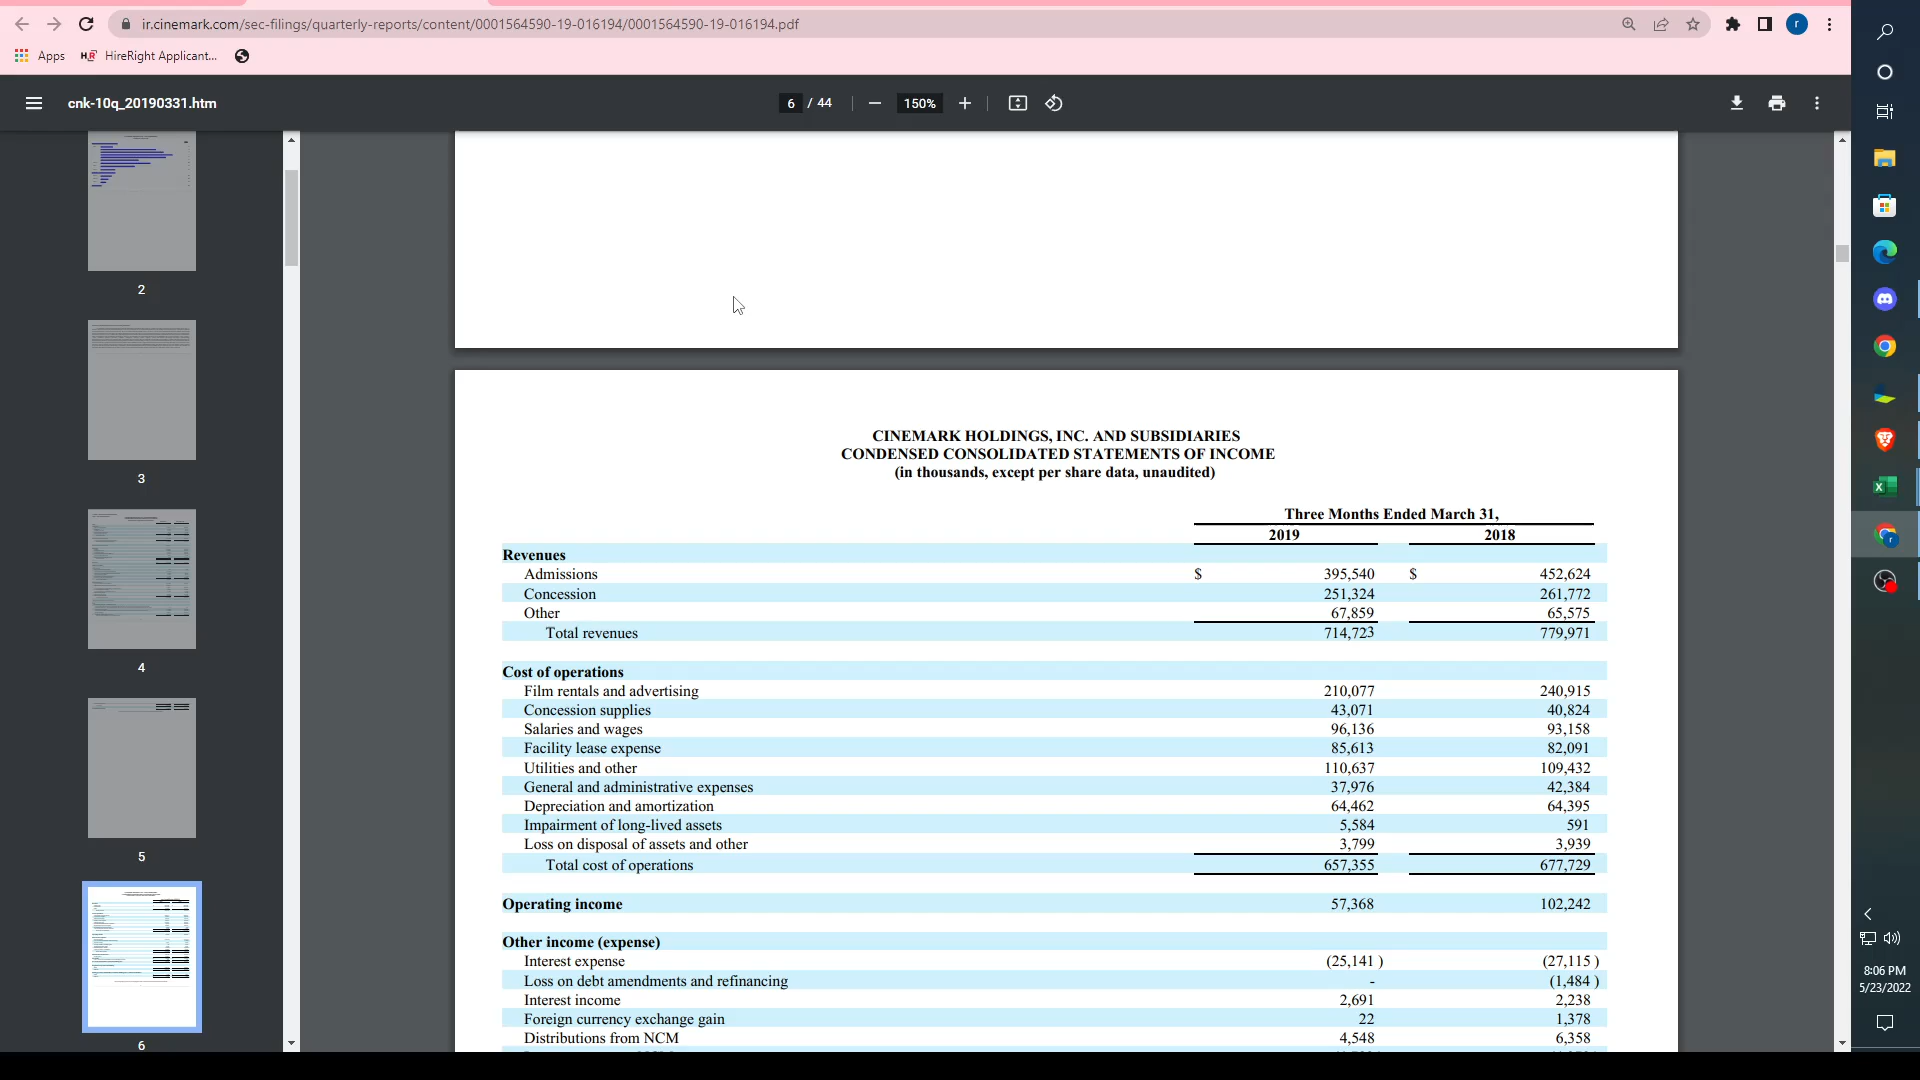 ir.cinemark.com/sec-filings/quarterly-reports/content/0001564590-19-016194/0001564590-19-016194.pdf
r
Apps HR HireRight Applicant...
cnk-10q_20190331.htm
6 / 44
150%
2
3
4
5
6
CINEMARK HOLDINGS, INC. AND SUBSIDIARIES
CONDENSED CONSOLIDATED STATEMENTS OF INCOME
(in thousands, except per share data, unaudited)
Three Months Ended March 31,
2019 2018
Revenues
Admissions $ 395,540 $ 452,624
Concession 251,324 261,772
Other 67,859 65,575
Total revenues 714,723 779,971
Cost of operations
Film rentals and advertising 210,077 240,915
Concession supplies 43,071 40,824
Salaries and wages 96,136 93,158
Facility lease expense 85,613 82,091
Utilities and other 110,637 109,432
General and administrative expenses 37,976 42,384
Depreciation and amortization 64,462 64,395
Impairment of long-lived assets 5,584 591
Loss on disposal of assets and other 3,799 3,939
Total cost of operations 657,355 677,729
Operating income 57,368 102,242
Other income (expense)
Interest expense (25,141 ) (27,115 )
Loss on debt amendments and refinancing - (1,484 )
Interest income 2,691 2,238
Foreign currency exchange gain 22 1,378
Distributions from NCM 4,548 6,358
8:06 PM
5/23/2022